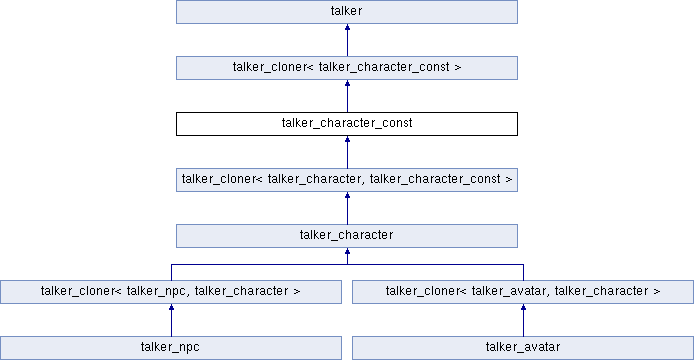 talker
talker_cloner< talker_character_const >
talker_character_const
talker_cloner< talker_character, talker_character_const >
talker_character
talker_cloner< talker_npc, talker_character >
talker_cloner< talker_avatar, talker_character >
talker_npc
talker_avatar